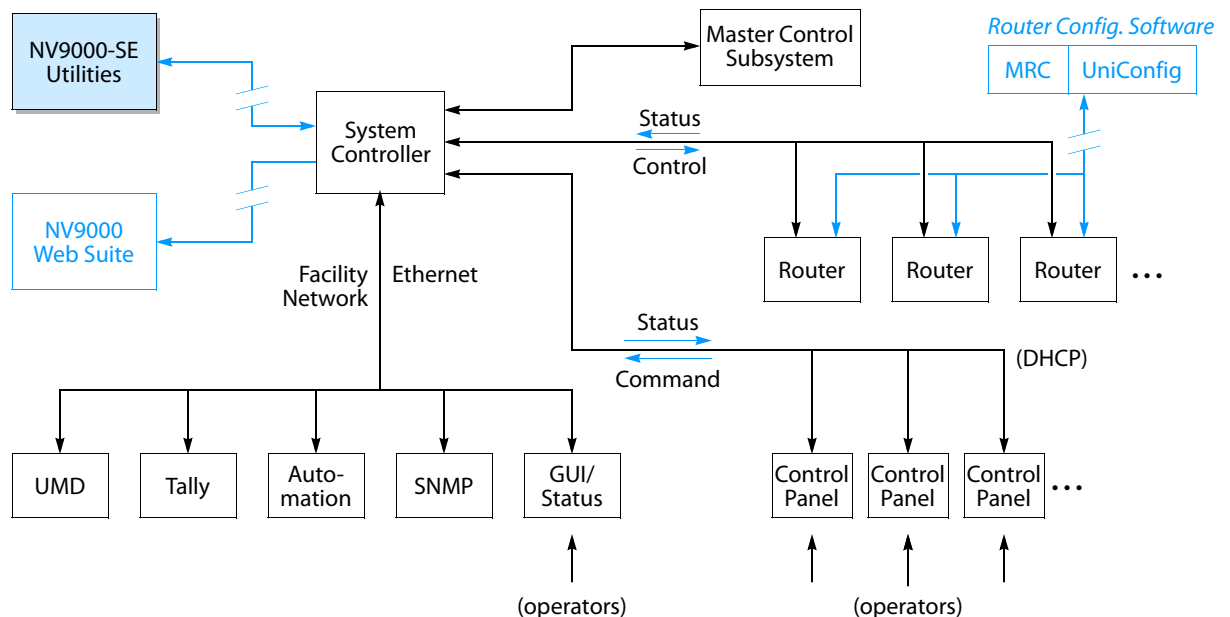 NV9000-SE
Utilities
Master Control
Subsystem
Router Config. Software
MRC
UniConfig
System
Controller
Status
Control
NV9000
Web Suite
Facility
Network
Ethernet
Router
Router
Router
...
Status
Command
(DHCP)
UMD
Tally
Auto-
mation
SNMP
GUI/
Status
Control
Panel
Control
Panel
Control
Panel
...
(operators)
(operators)